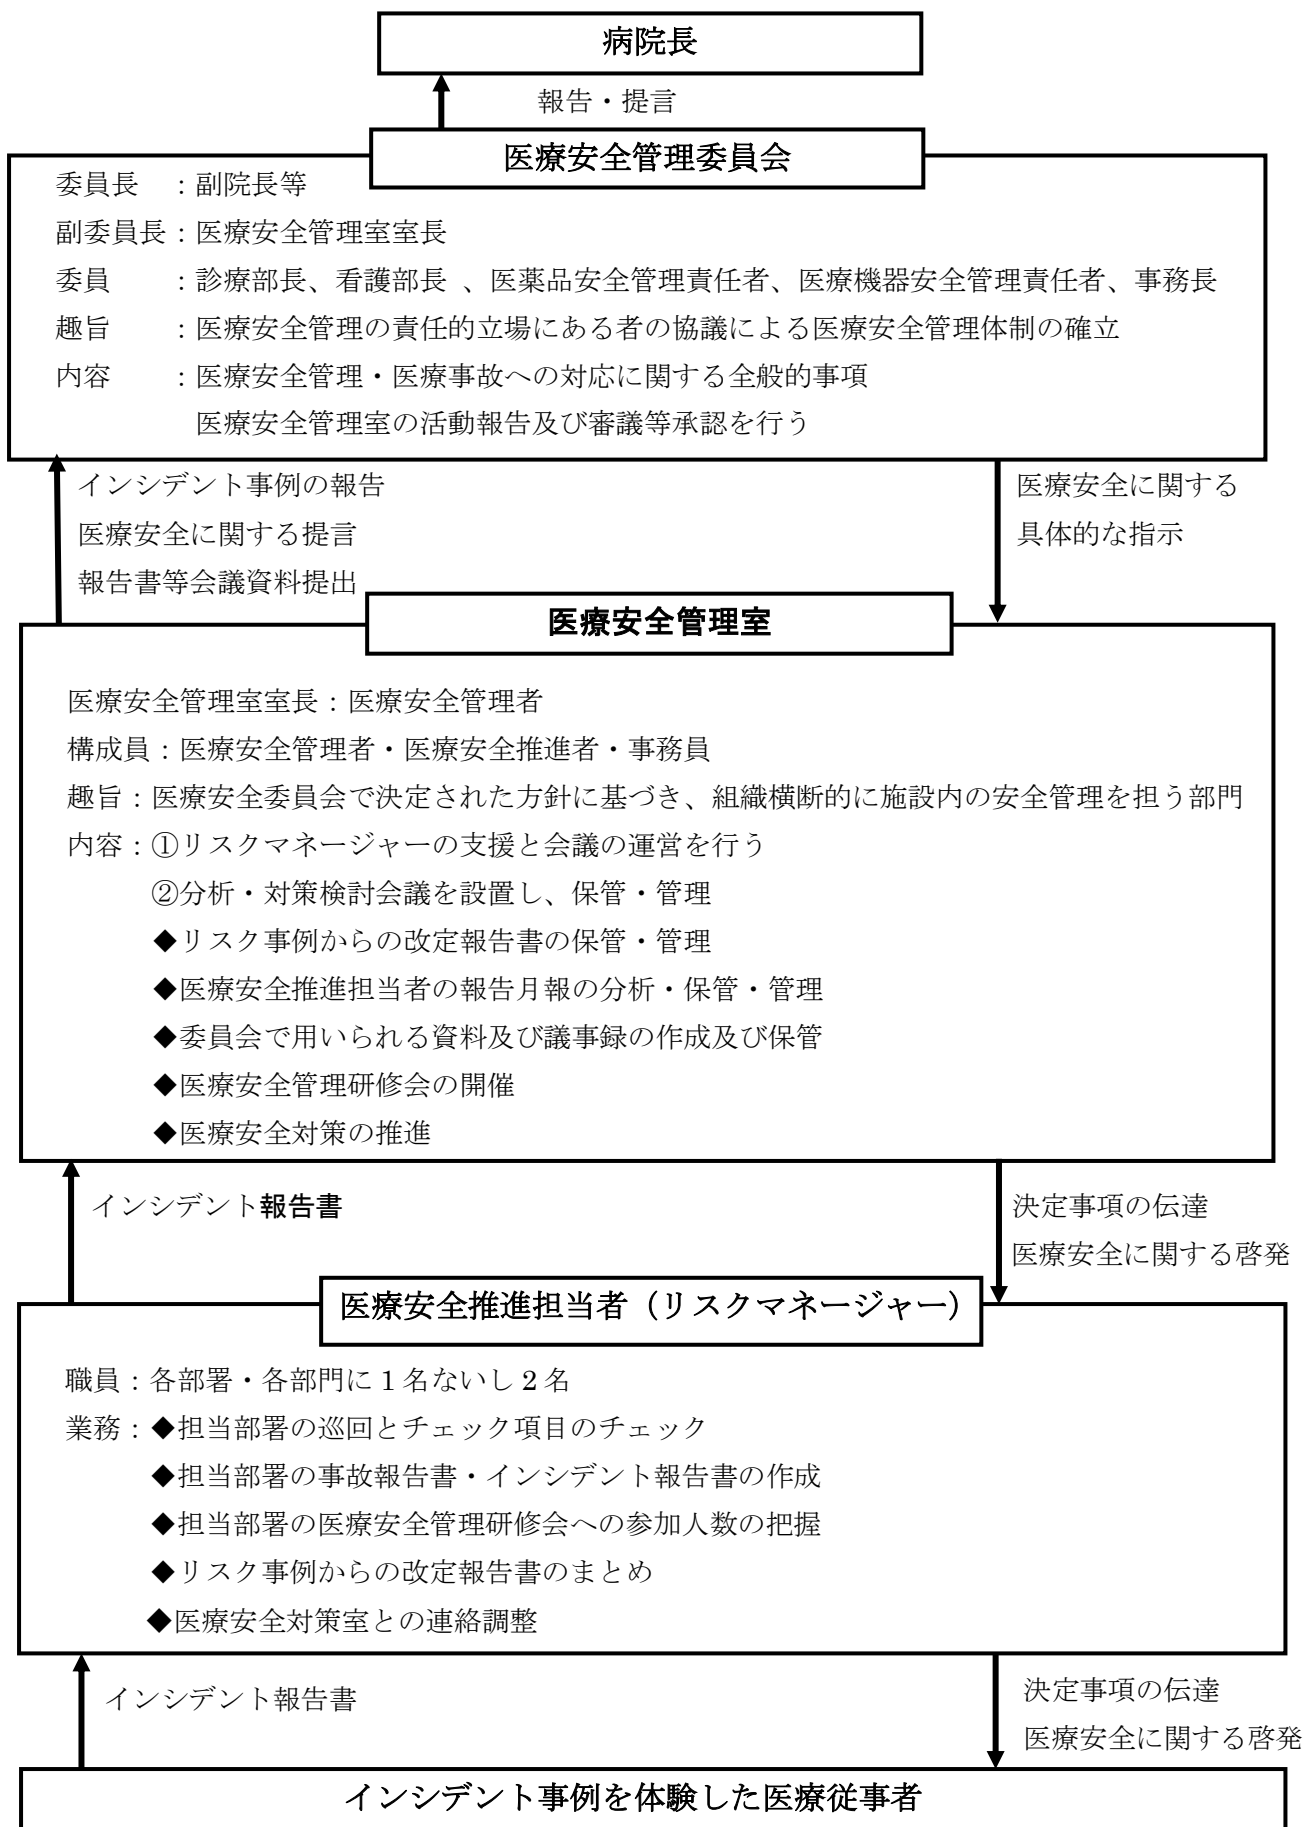 病院長
報告・提言
医療安全管理委員会
委員長　：副院長等
副委員長：医療安全管理室室長
委員　　：診療部長、看護部長 、医薬品安全管理責任者、医療機器安全管理責任者、事務長
趣旨　　：医療安全管理の責任的立場にある者の協議による医療安全管理体制の確立
内容　　：医療安全管理・医療事故への対応に関する全般的事項
医療安全管理室の活動報告及び審議等承認を行う
インシデント事例の報告
医療安全に関する提言
報告書等会議資料提出
医療安全に関する
具体的な指示
医療安全管理室
医療安全管理室室長：医療安全管理者
構成員：医療安全管理者・医療安全推進者・事務員
趣旨：医療安全委員会で決定された方針に基づき、組織横断的に施設内の安全管理を担う部門
内容：①リスクマネージャーの支援と会議の運営を行う
②分析・対策検討会議を設置し、保管・管理
◆リスク事例からの改定報告書の保管・管理
◆医療安全推進担当者の報告月報の分析・保管・管理
◆委員会で用いられる資料及び議事録の作成及び保管
◆医療安全管理研修会の開催
◆医療安全対策の推進
インシデント報告書
決定事項の伝達
医療安全に関する啓発
医療安全推進担当者（リスクマネージャー）
職員：各部署・各部門に 1 名ないし 2 名
業務：◆担当部署の巡回とチェック項目のチェック
◆担当部署の事故報告書・インシデント報告書の作成
◆担当部署の医療安全管理研修会への参加人数の把握
◆リスク事例からの改定報告書のまとめ
◆医療安全対策室との連絡調整
インシデント報告書
決定事項の伝達
医療安全に関する啓発
インシデント事例を体験した医療従事者